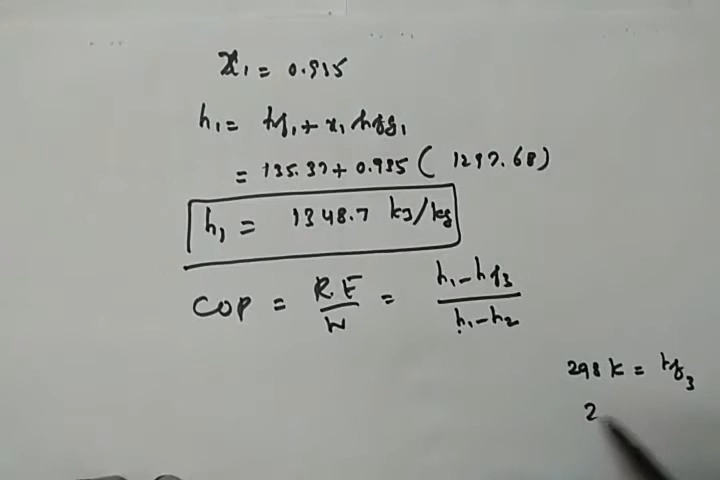 x₁ = 0.935
h₁ = hf₁ + x₁ hfg₁
= 135.37 + 0.935 ( 1297.68)
h₁ = 1348.7 kJ/kg
COP = R.E / W = h₁-hf₃ / h₁-h₂
298 k = hf₃
2